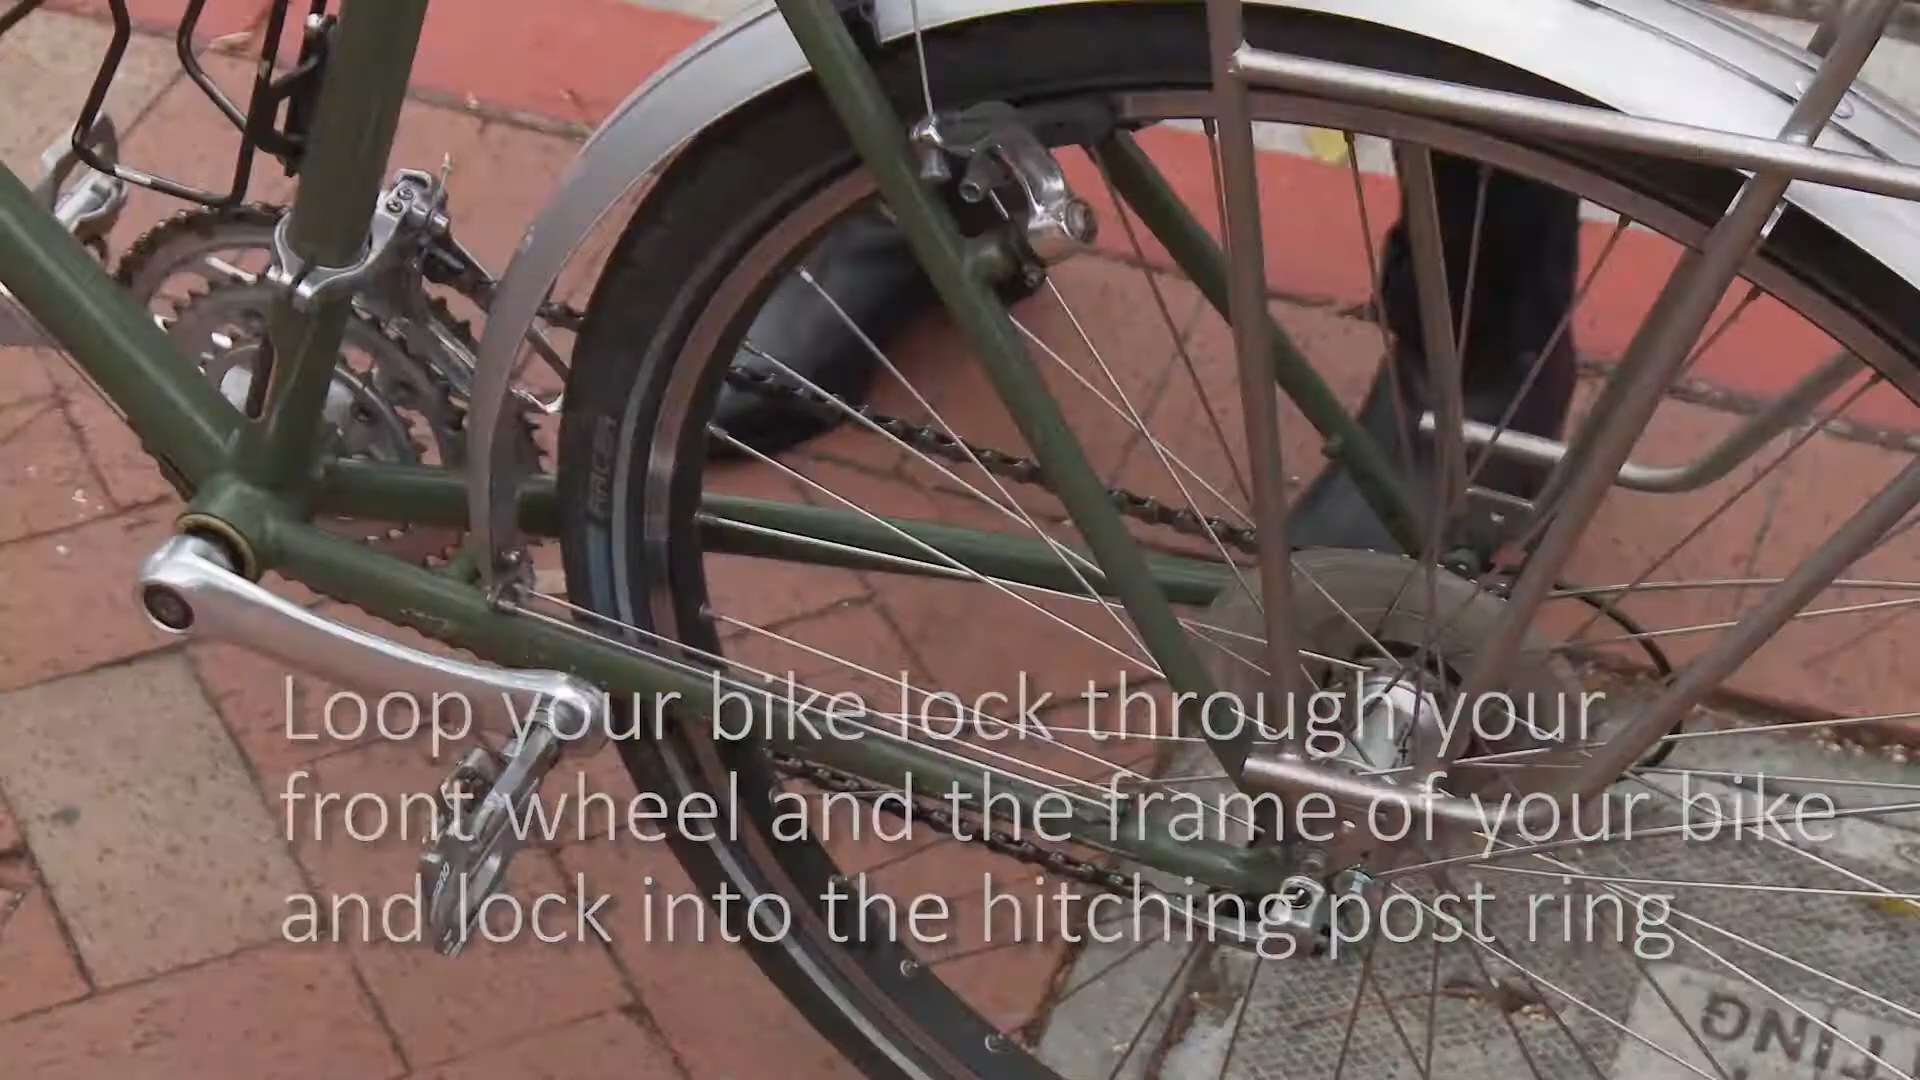 Loop your bike lock through your
front wheel and the frame of your bike
and lock into the hitching post ring